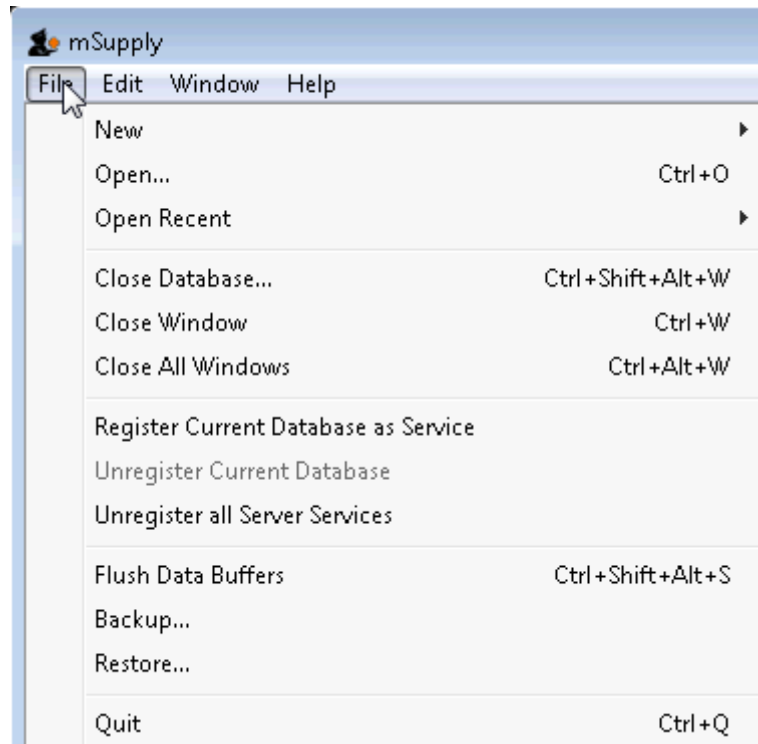 mSupply
File Edit Window Help
New
Open... Ctrl+O
Open Recent
Close Database... Ctrl+Shift+Alt+W
Close Window Ctrl+W
Close All Windows Ctrl+Alt+W
Register Current Database as Service
Unregister Current Database
Unregister all Server Services
Flush Data Buffers Ctrl+Shift+Alt+S
Backup...
Restore...
Quit Ctrl+Q